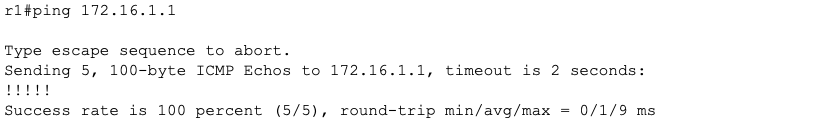 r1#ping 172.16.1.1
Type escape sequence to abort.
Sending 5, 100-byte ICMP Echos to 172.16.1.1, timeout is 2 seconds:
!!!!!
Success rate is 100 percent (5/5), round-trip min/avg/max = 0/1/9 ms